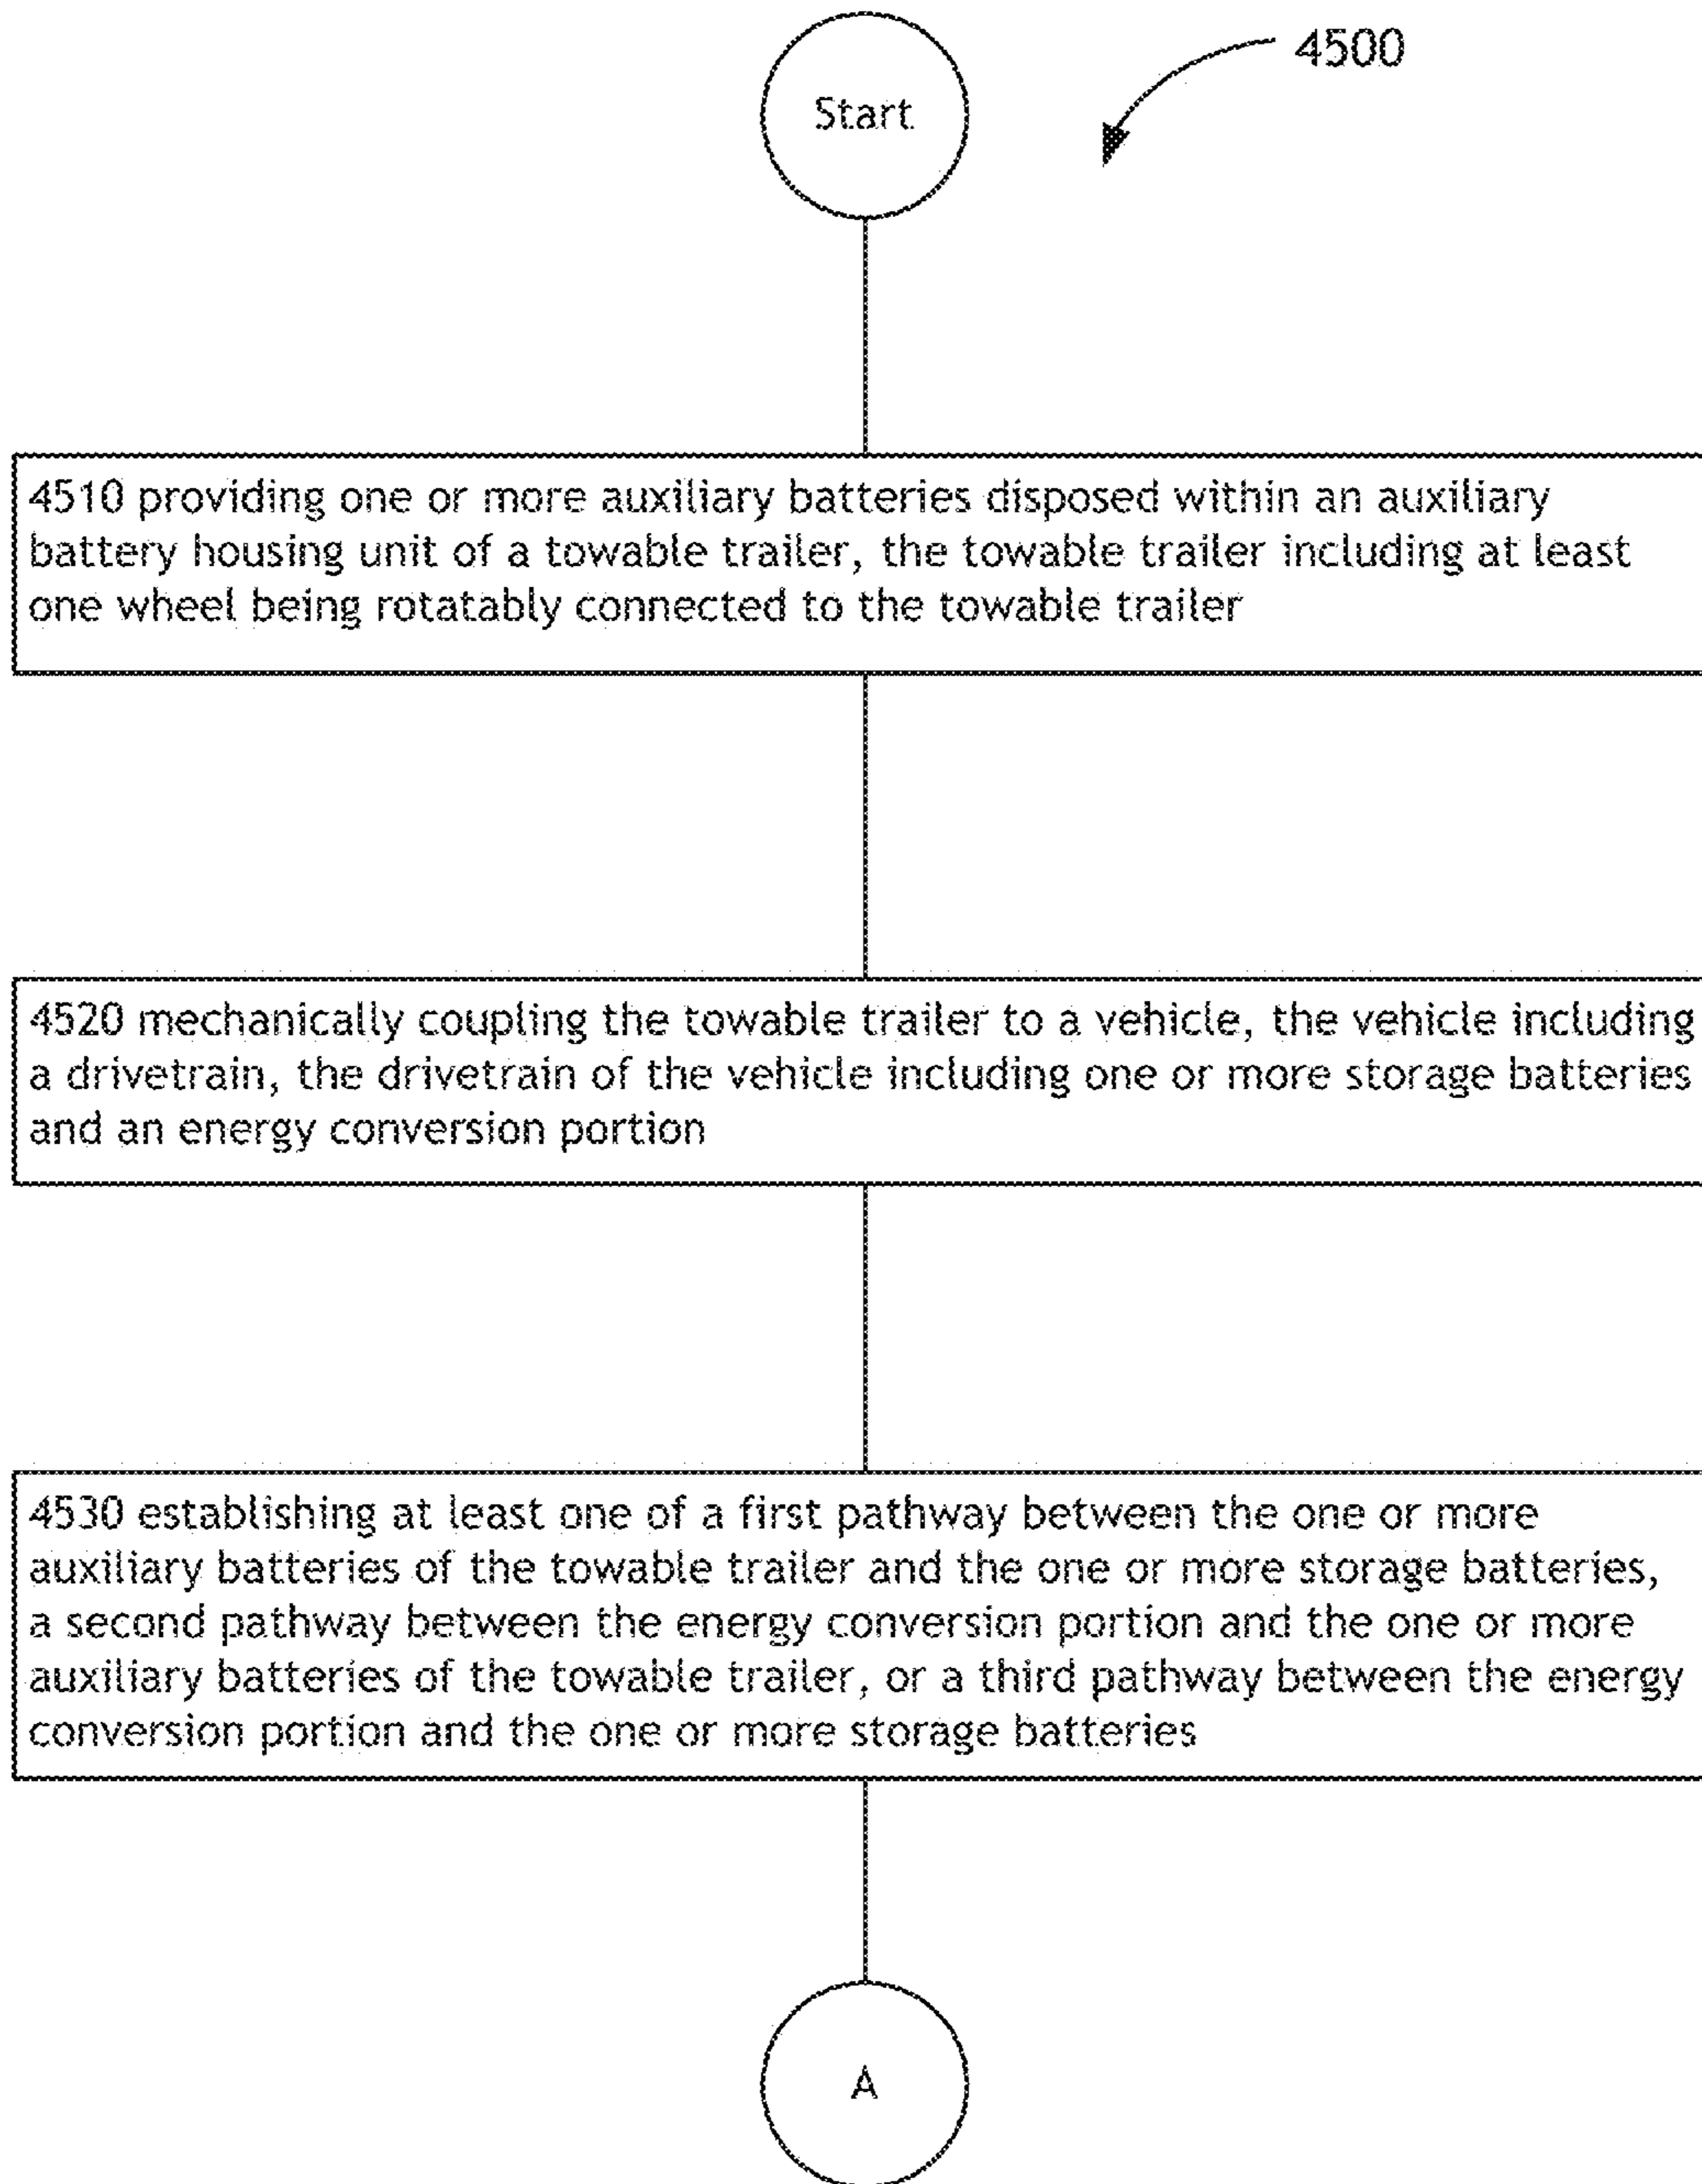 Start
4500
4510 providing one or more auxiliary batteries disposed within an auxiliary
battery housing unit of a towable trailer, the towable trailer including at least
one wheel being rotatably connected to the towable trailer
4520 mechanically coupling the towable trailer to a vehicle, the vehicle including
a drivetrain, the drivetrain of the vehicle including one or more storage batteries
and an energy conversion portion
4530 establishing at least one of a first pathway between the one or more
auxiliary batteries of the towable trailer and the one or more storage batteries,
a second pathway between the energy conversion portion and the one or more
auxiliary batteries of the towable trailer, or a third pathway between the energy
conversion portion and the one or more storage batteries
A